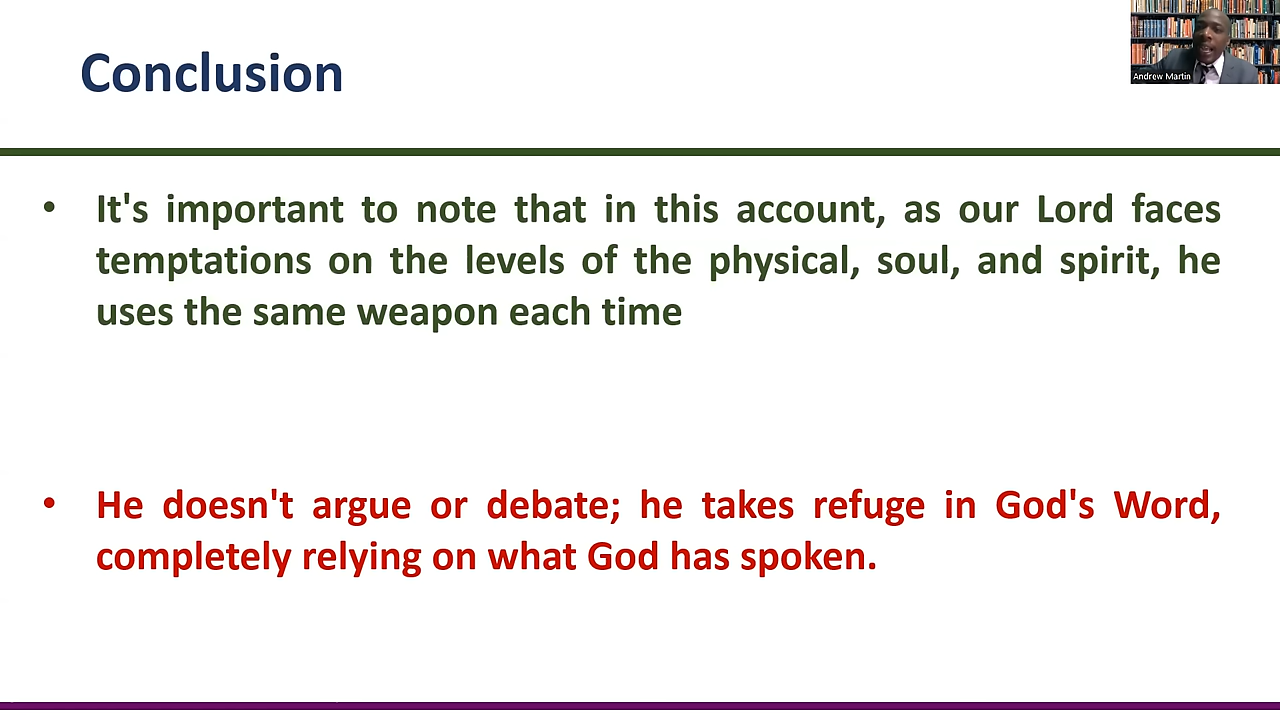 Conclusion
Andrew Martin
• It's important to note that in this account, as our Lord faces
temptations on the levels of the physical, soul, and spirit, he
uses the same weapon each time
• He doesn't argue or debate; he takes refuge in God's Word,
completely relying on what God has spoken.